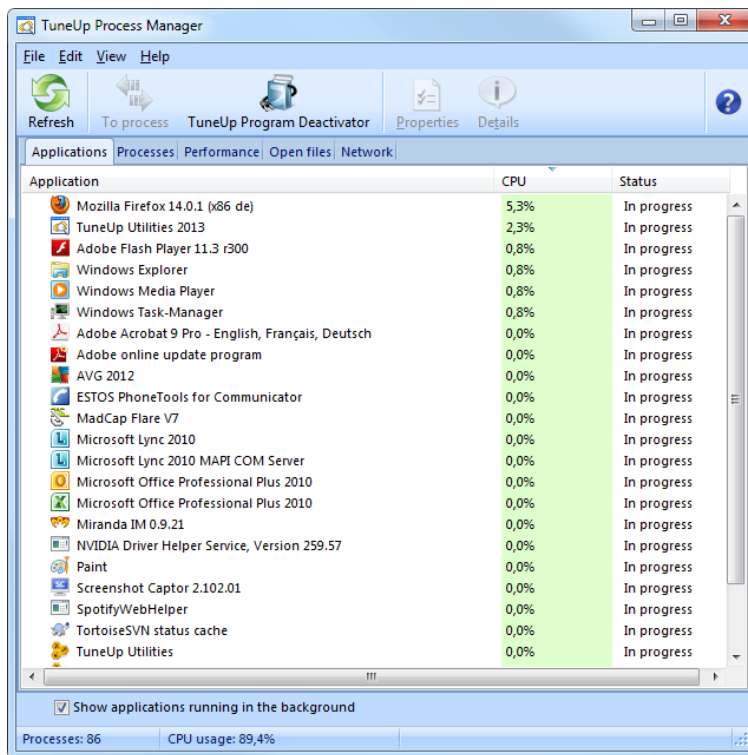 TuneUp Process Manager
File Edit View Help
Refresh To process TuneUp Program Deactivator Properties Details
Applications Processes Performance Open files Network
Application CPU Status
Mozilla Firefox 14.0.1 (x86 de) 5,3% In progress
TuneUp Utilities 2013 2,3% In progress
Adobe Flash Player 11.3 r300 0,8% In progress
Windows Explorer 0,8% In progress
Windows Media Player 0,8% In progress
Windows Task-Manager 0,8% In progress
Adobe Acrobat 9 Pro - English, Français, Deutsch 0,0% In progress
Adobe online update program 0,0% In progress
AVG 2012 0,0% In progress
ESTOS PhoneTools for Communicator 0,0% In progress
MadCap Flare V7 0,0% In progress
Microsoft Lync 2010 0,0% In progress
Microsoft Lync 2010 MAPI COM Server 0,0% In progress
Microsoft Office Professional Plus 2010 0,0% In progress
Microsoft Office Professional Plus 2010 0,0% In progress
Miranda IM 0.9.21 0,0% In progress
NVIDIA Driver Helper Service, Version 259.57 0,0% In progress
Paint 0,0% In progress
Screenshot Captor 2.102.01 0,0% In progress
SpotifyWebHelper 0,0% In progress
TortoiseSVN status cache 0,0% In progress
TuneUp Utilities 0,0% In progress
Show applications running in the background
Processes: 86 CPU usage: 89,4%